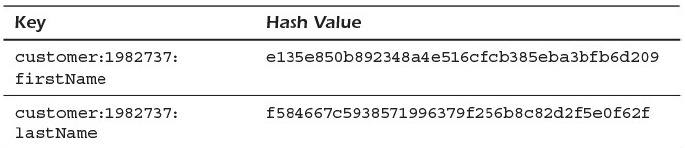 Key Hash Value
customer:1982737: e135e850b892348a4e516cfcb385eba3bfb6d209
firstName
customer:1982737: f584667c5938571996379f256b8c82d2f5e0f62f
lastName